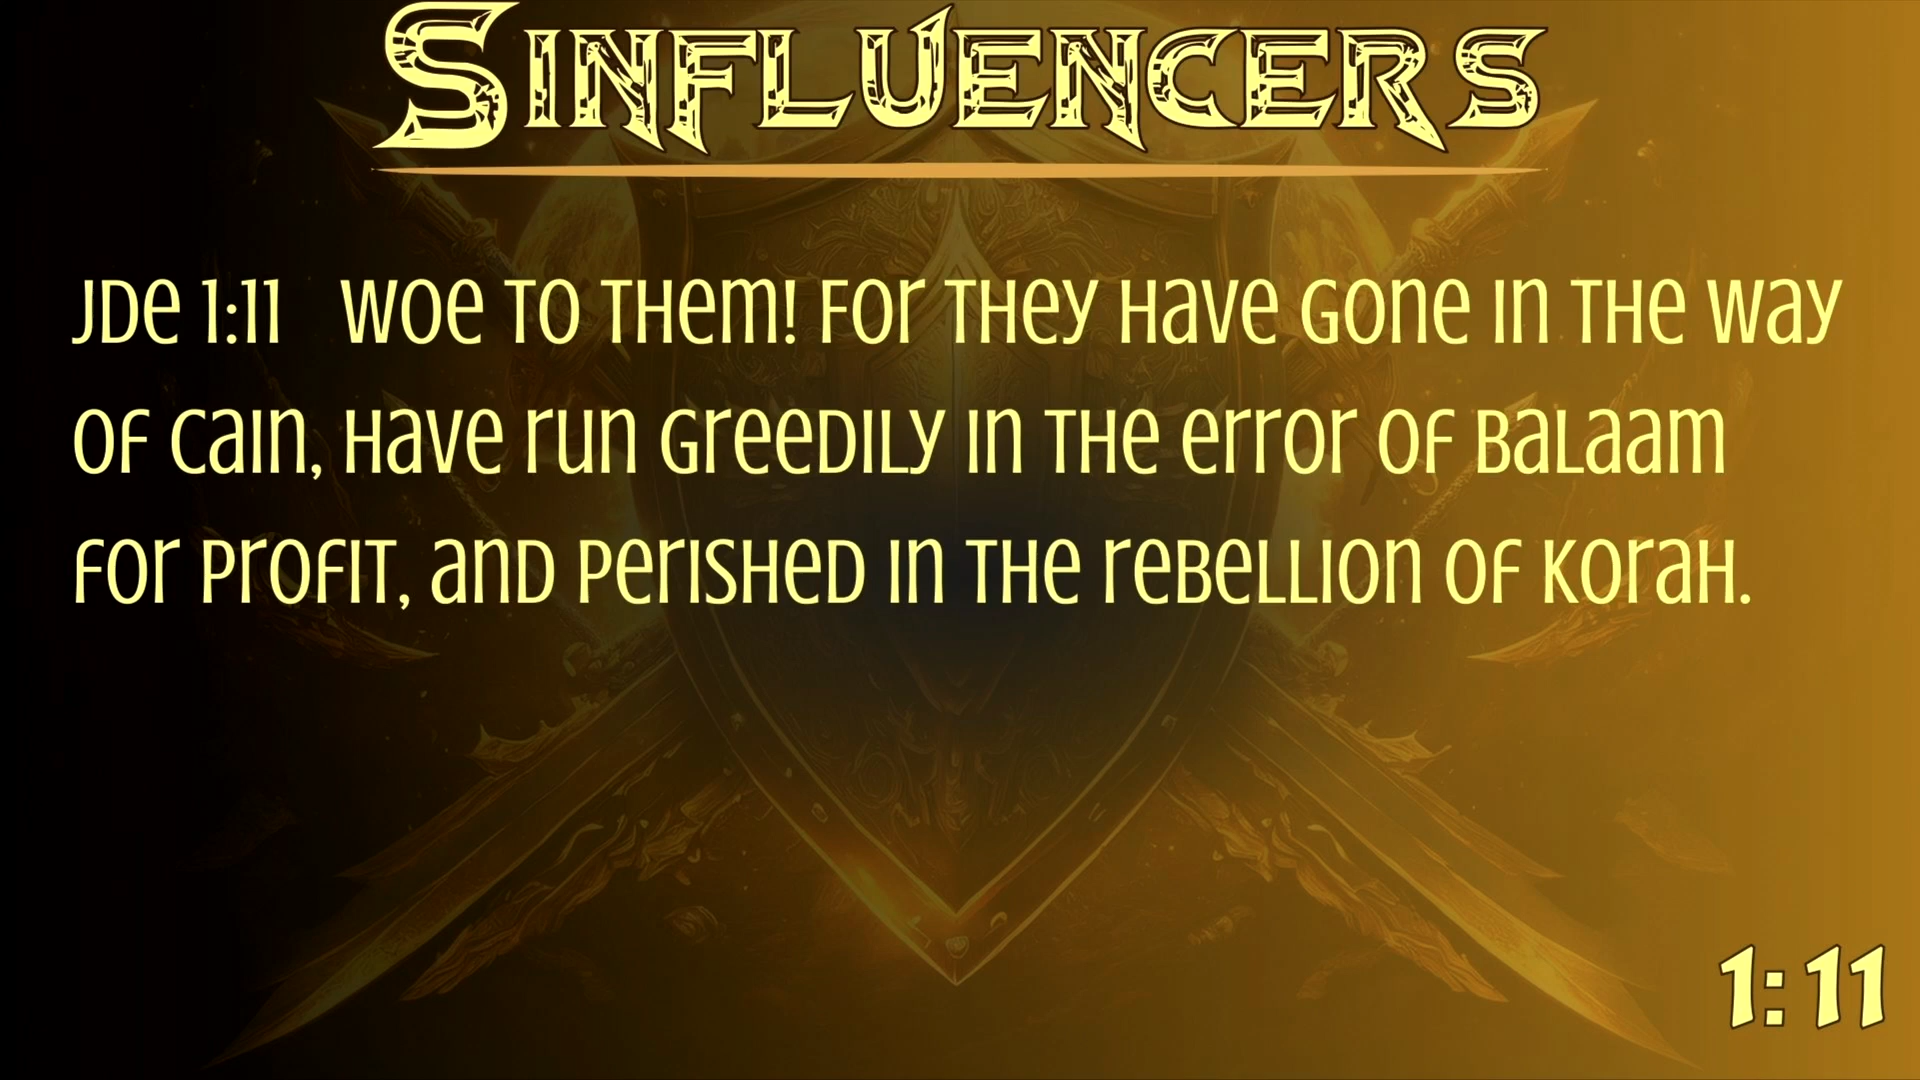 Sinfluencers
Jde 1:11 Woe to them! For they have gone in the way
of Cain, have run greedily in the error of Balaam
for profit, and perished in the rebellion of Korah.
1:11